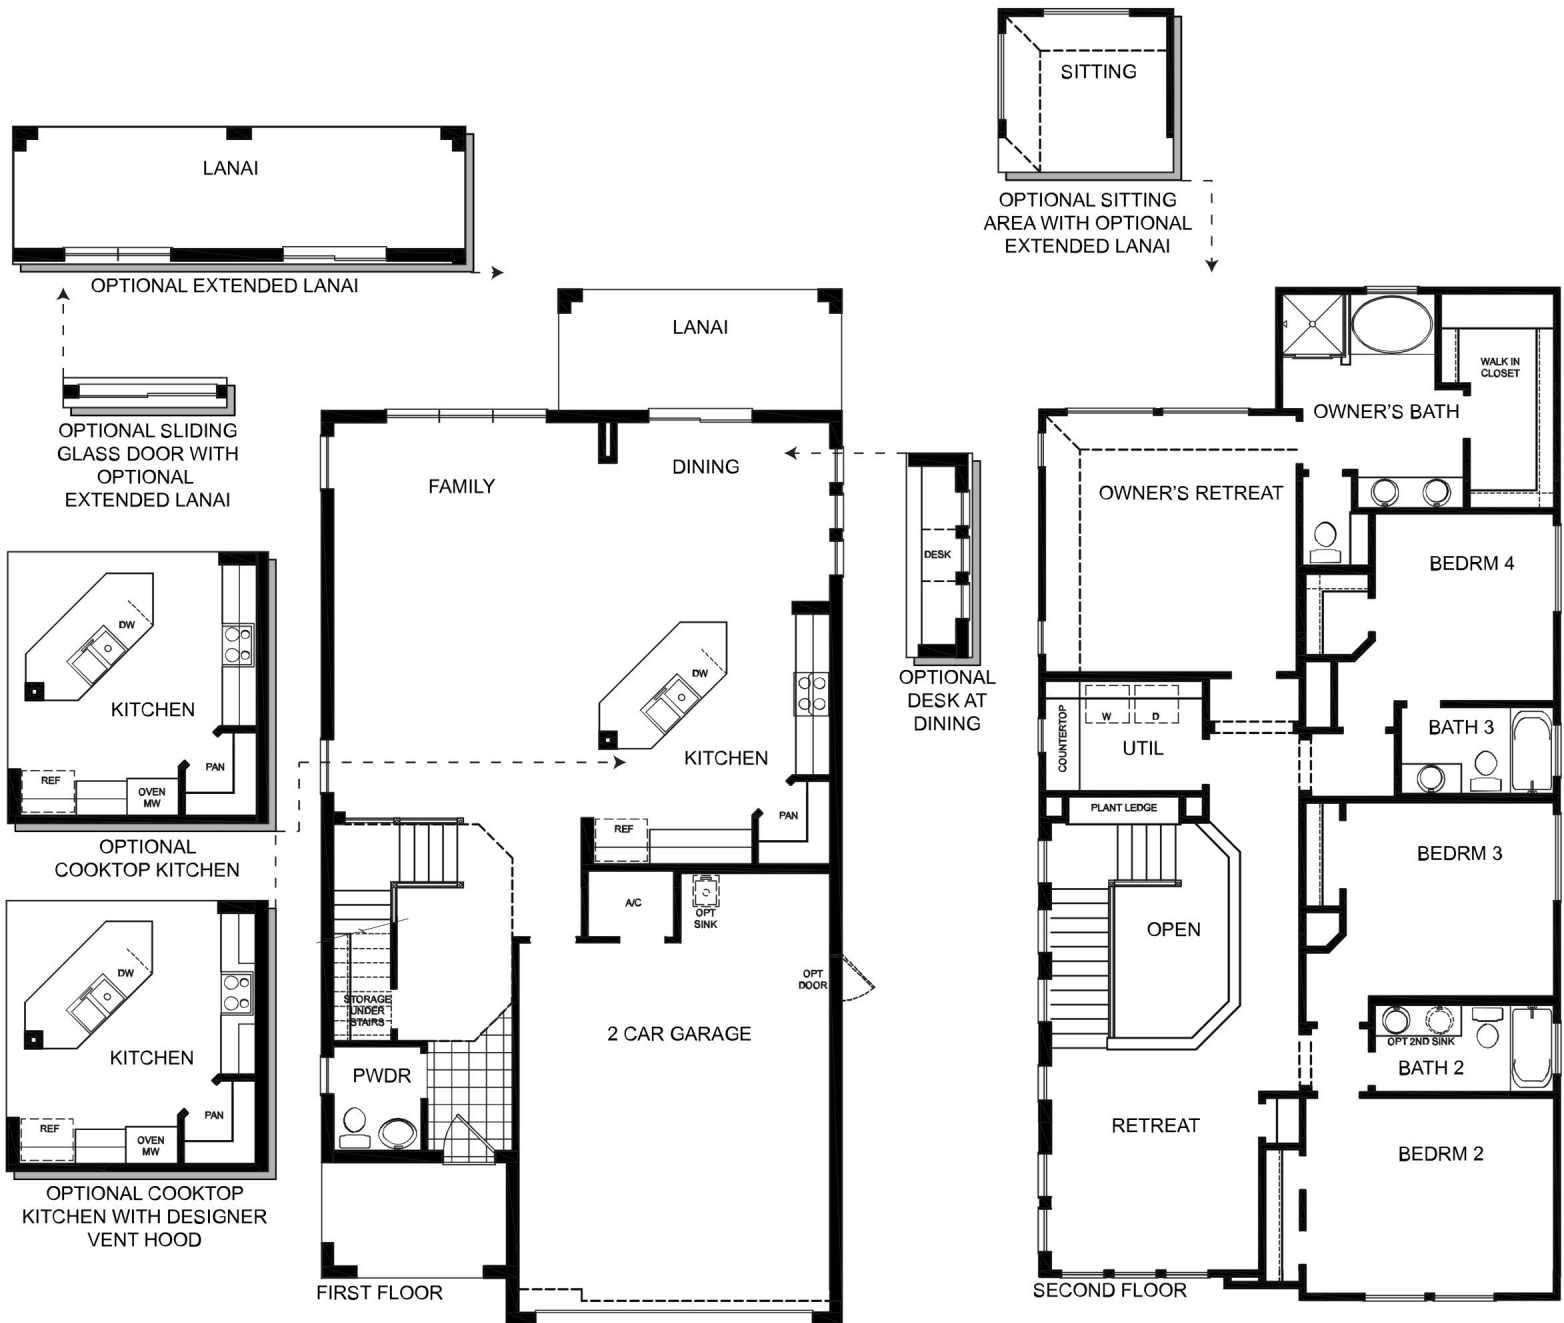 SITTING
OPTIONAL SITTING
AREA WITH OPTIONAL
EXTENDED LANAI
LANAI
OPTIONAL EXTENDED LANAI
OPTIONAL SLIDING
GLASS DOOR WITH
OPTIONAL
EXTENDED LANAI
DW
KITCHEN
REF
OVEN
MW
PAN
OPTIONAL
COOKTOP KITCHEN
DW
KITCHEN
REF
OVEN
MW
PAN
OPTIONAL COOKTOP
KITCHEN WITH DESIGNER
VENT HOOD
LANAI
FAMILY
DINING
DW
KITCHEN
REF
PAN
A/C
OPT
SINK
OPT
DOOR
STORAGE
UNDER
STAIRS
2 CAR GARAGE
PWDR
FIRST FLOOR
DESK
OPTIONAL
DESK AT
DINING
WALK IN
CLOSET
OWNER'S BATH
OWNER'S RETREAT
BEDRM 4
COUNTERTOP
W
D
UTIL
BATH 3
PLANT LEDGE
BEDRM 3
OPEN
OPT 2ND SINK
BATH 2
RETREAT
BEDRM 2
SECOND FLOOR